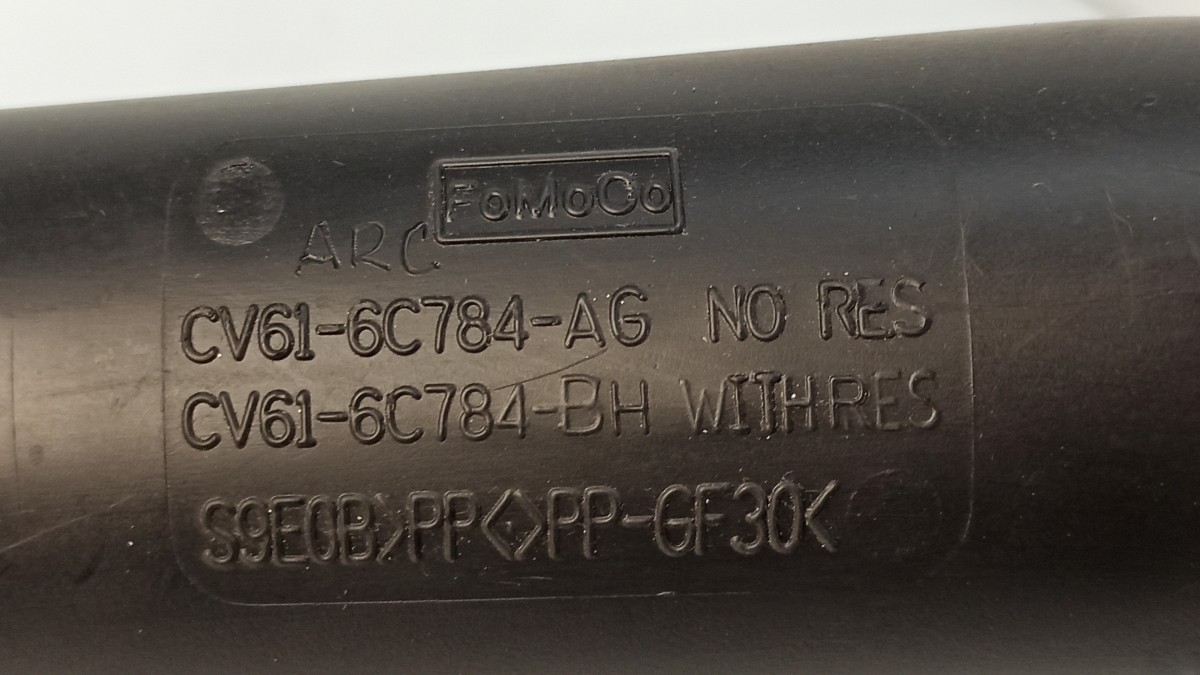 FoMoCo
ARC
CV61-6C784-AG NO RES
CV61-6C784-BH WITH RES
S9E0B>PP<>PP-GF30<